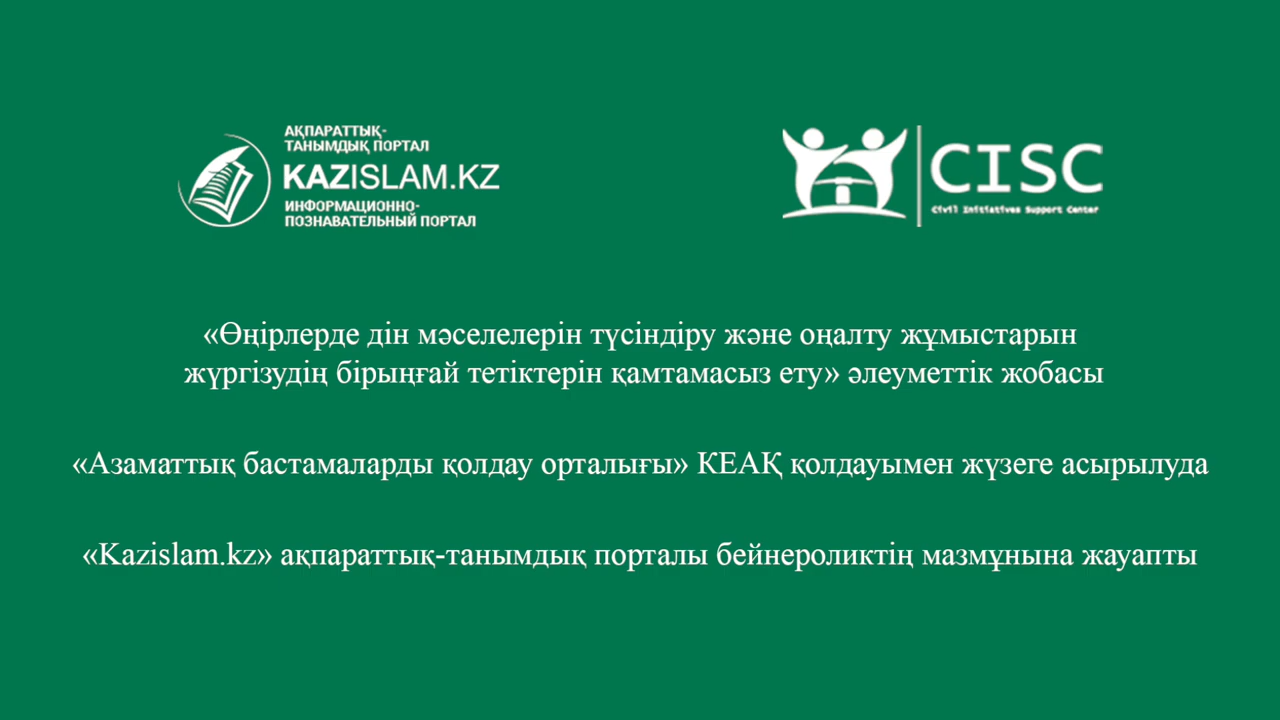 АҚПАРАТТЫҚ-
ТАНЫМДЫҚ ПОРТАЛ
KAZISLAM.KZ
ИНФОРМАЦИОННО-
ПОЗНАВАТЕЛЬНЫЙ ПОРТАЛ
CISC
Civil Initiatives Support Center
«Өңірлерде дін мәселелерін түсіндіру және оңалту жұмыстарын
жүргізудің бірыңғай тетіктерін қамтамасыз ету» әлеуметтік жобасы
«Азаматтық бастамаларды қолдау орталығы» КЕАҚ қолдауымен жүзеге асырылуда
«Kazislam.kz» ақпараттық-танымдық порталы бейнероликтің мазмұнына жауапты